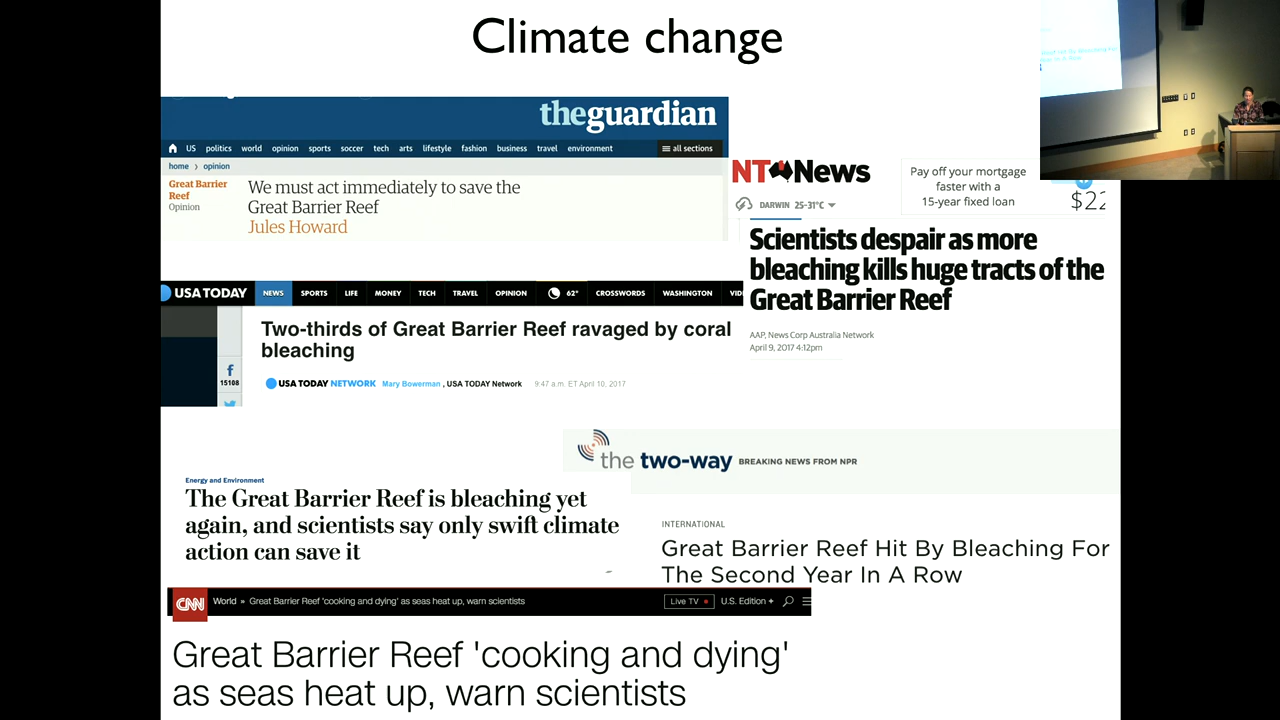 Climate change
theguardian
US politics world opinion sports soccer tech arts lifestyle fashion business travel environment all sections
home › opinion
Great Barrier
Reef
Opinion
We must act immediately to save the
Great Barrier Reef
Jules Howard
NT News
DARWIN 25-31°C
Pay off your mortgage
faster with a
15-year fixed loan
Scientists despair as more
bleaching kills huge tracts of the
Great Barrier Reef
AAP, News Corp Australia Network
April 9, 2017 4:12pm
USA TODAY NEWS SPORTS LIFE MONEY TECH TRAVEL OPINION 62° CROSSWORDS WASHINGTON
15108
Two-thirds of Great Barrier Reef ravaged by coral
bleaching
USA TODAY NETWORK Mary Bowerman , USA TODAY Network 9:47 a.m. ET April 10, 2017
the two-way BREAKING NEWS FROM NPR
Energy and Environment
The Great Barrier Reef is bleaching yet
again, and scientists say only swift climate
action can save it
INTERNATIONAL
Great Barrier Reef Hit By Bleaching For
The Second Year In A Row
CNN World » Great Barrier Reef 'cooking and dying' as seas heat up, warn scientists Live TV U.S. Edition +
Great Barrier Reef 'cooking and dying'
as seas heat up, warn scientists